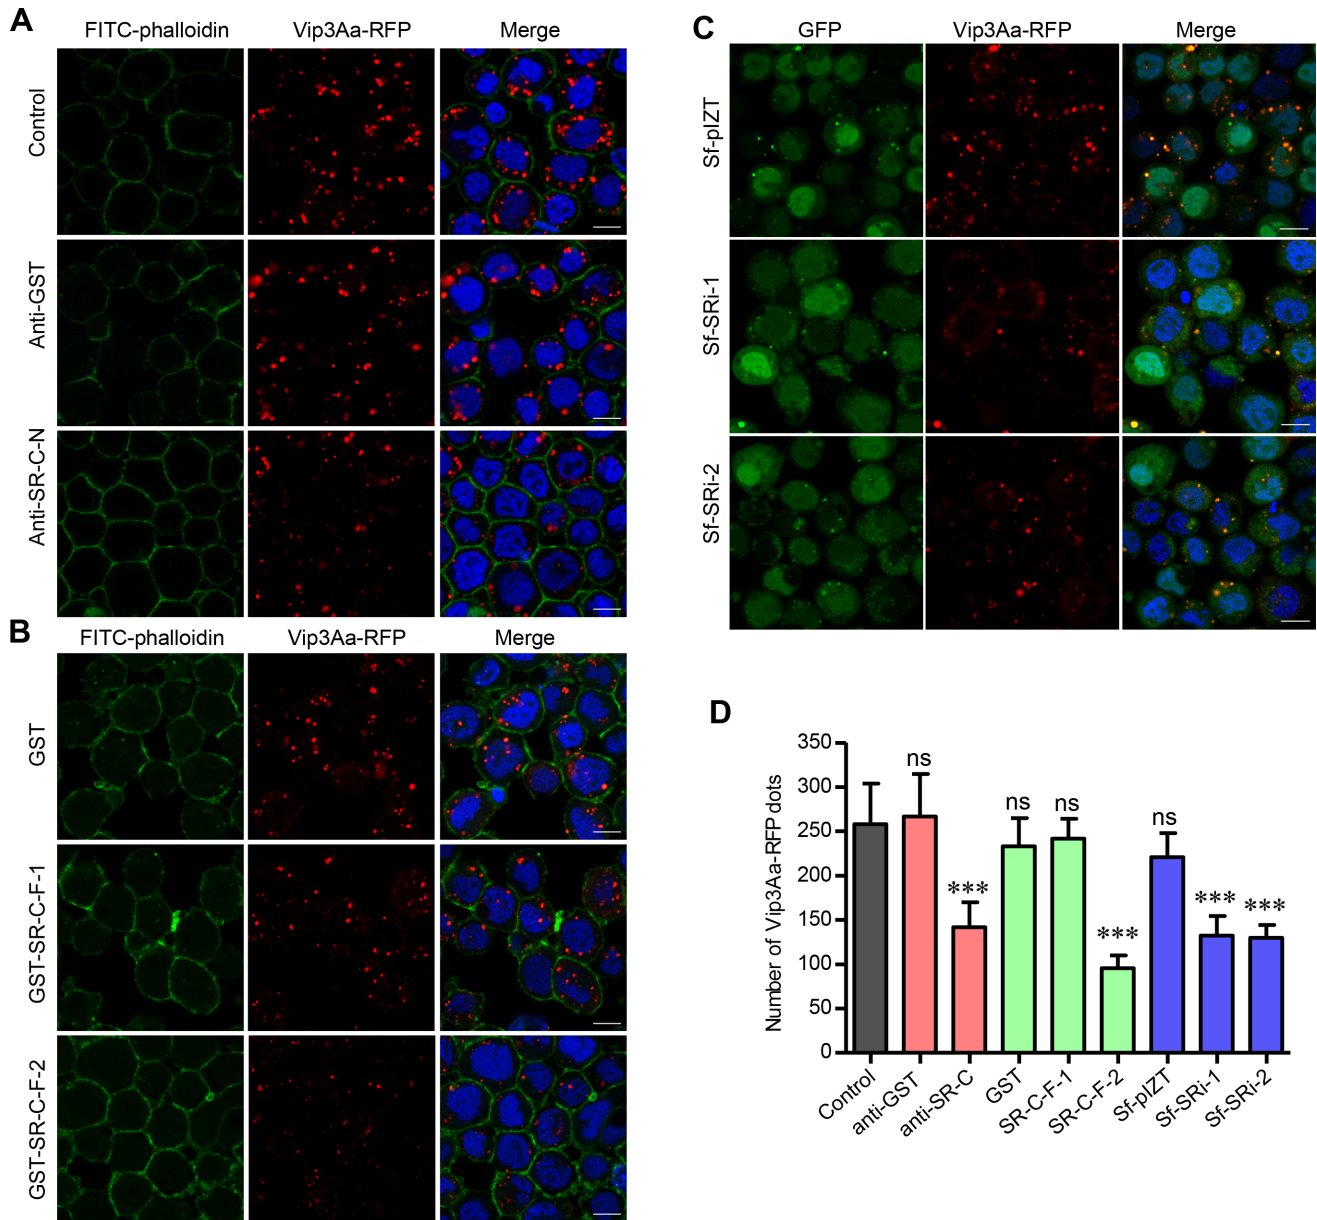 A
FITC-phalloidin Vip3Aa-RFP Merge
Control
Anti-GST
Anti-SR-C-N
B
FITC-phalloidin Vip3Aa-RFP Merge
GST
GST-SR-C-F-1
GST-SR-C-F-2
C
GFP Vip3Aa-RFP Merge
Sf-pIZT
Sf-SRi-1
Sf-SRi-2
D
Number of Vip3Aa-RFP dots
350
300
250
200
150
100
50
0
ns
***
ns
ns
***
ns
***
***
Control
anti-GST
anti-SR-C
GST
SR-C-F-1
SR-C-F-2
Sf-pIZT
Sf-SRi-1
Sf-SRi-2